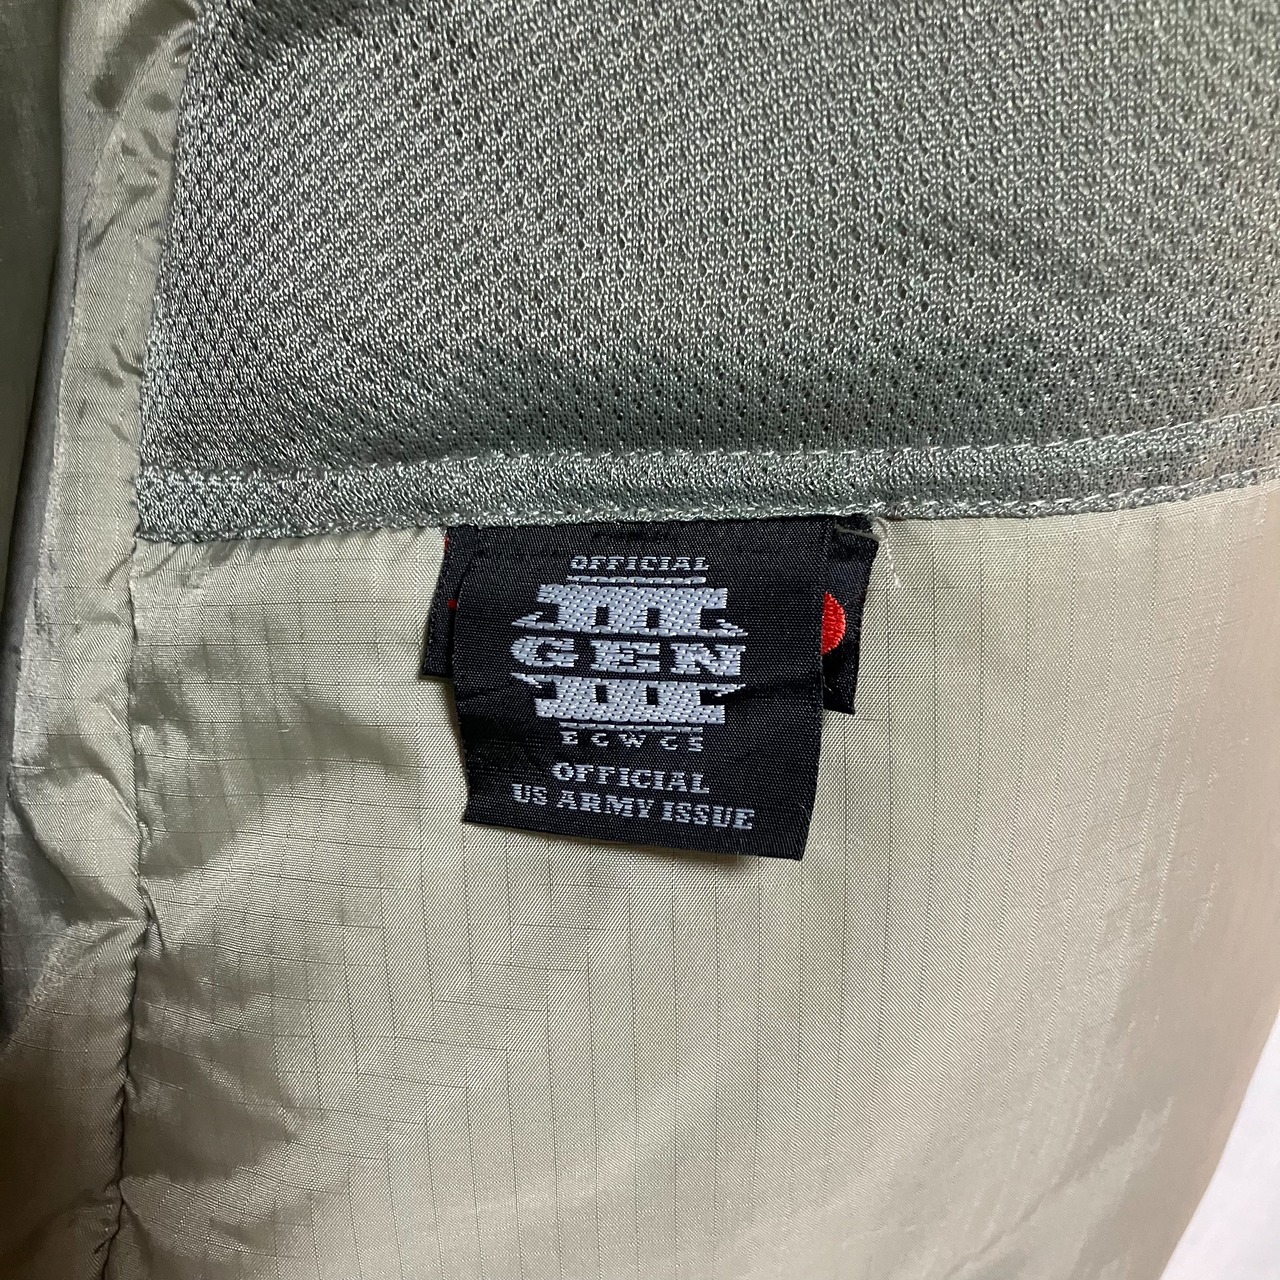 OFFICIAL
III
GEN
III
ECWCS
OFFICIAL
US ARMY ISSUE